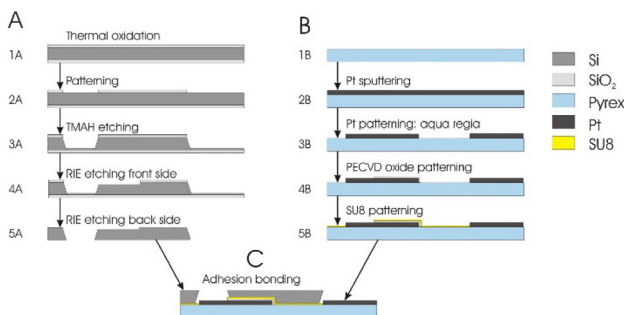 A
Thermal oxidation
1A
Patterning
2A
TMAH etching
3A
RIE etching front side
4A
RIE etching back side
5A
B
1B
Pt sputtering
2B
Pt patterning: aqua regia
3B
PECVD oxide patterning
4B
SU8 patterning
5B
C
Adhesion bonding
Si
SiO₂
Pyrex
Pt
SU8